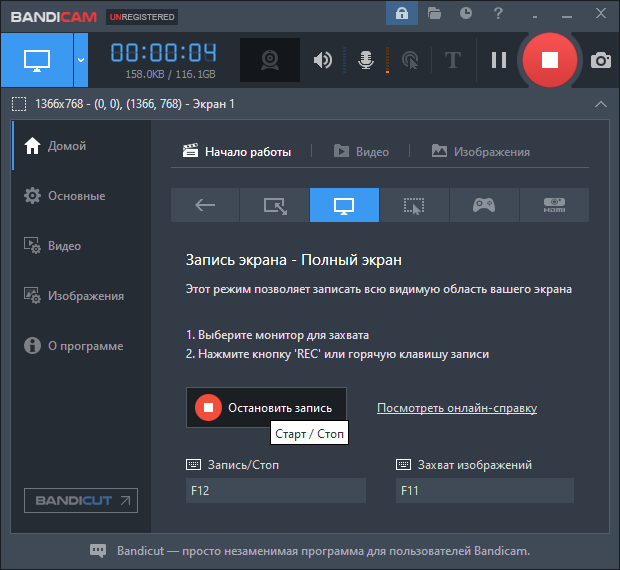 BANDICAM UNREGISTERED
?
00:00:04
158.0KB / 116.1GB
T
1366x768 - (0, 0), (1366, 768) - Экран 1
Домой
Основные
Видео
Изображения
О программе
BANDICUT
Начало работы
Видео
Изображения
HDMI
Запись экрана - Полный экран
Этот режим позволяет записать всю видимую область вашего экрана
1. Выберите монитор для захвата
2. Нажмите кнопку 'REC' или горячую клавишу записи
Остановить запись
Посмотреть онлайн-справку
Старт / Стоп
Запись/Стоп
Захват изображений
F12
F11
Bandicut — просто незаменимая программа для пользователей Bandicam.